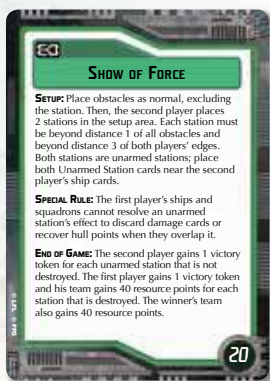 Show of Force
Setup: Place obstacles as normal, excluding
the station. Then, the second player places
2 stations in the setup area. Each station must
be beyond distance 1 of all obstacles and
beyond distance 3 of both players' edges.
Both stations are unarmed stations; place
both Unarmed Station cards near the second
player's ship cards.
Special Rule: The first player's ships and
squadrons cannot resolve an unarmed
station's effect to discard damage cards or
recover hull points when they overlap it.
End of Game: The second player gains 1 victory
token for each unarmed station that is not
destroyed. The first player gains 1 victory token
and his team gains 40 resource points for each
station that is destroyed. The winner's team
also gains 40 resource points.
© LFL © FFG
20